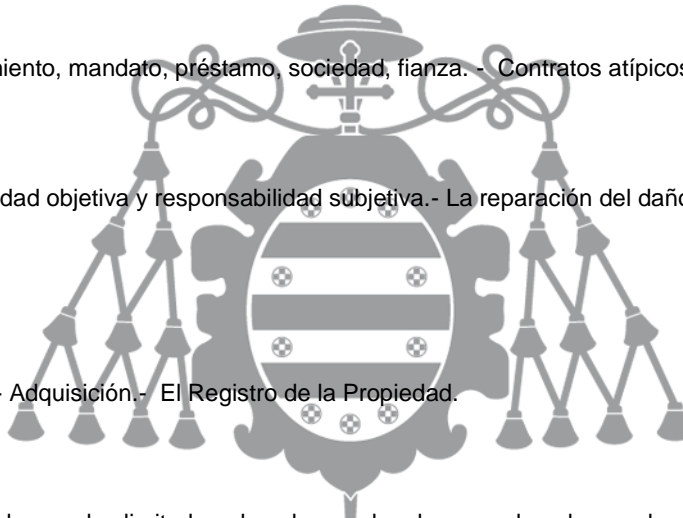 miento, mandato, préstamo, sociedad, fianza. - Contratos atípicos
dad objetiva y responsabilidad subjetiva.- La reparación del daño
- Adquisición.- El Registro de la Propiedad.